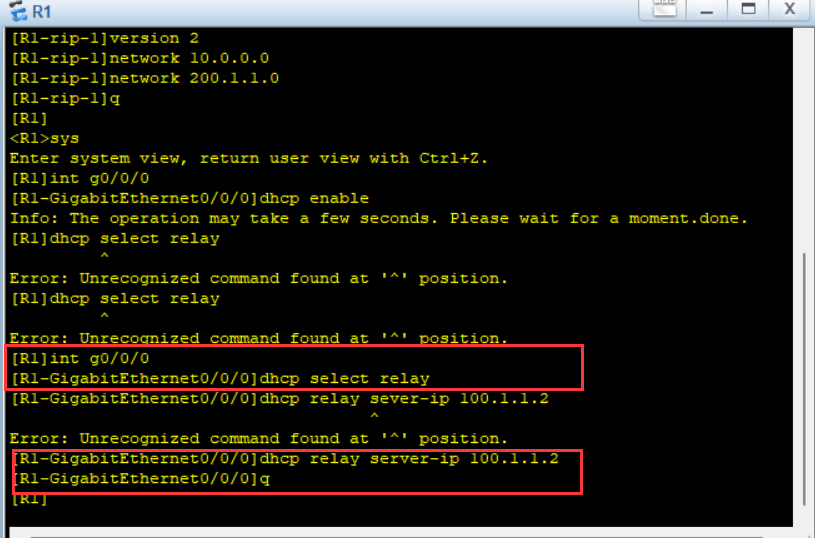 R1
[R1-rip-1]version 2
[R1-rip-1]network 10.0.0.0
[R1-rip-1]network 200.1.1.0
[R1-rip-1]q
[R1]
<R1>sys
Enter system view, return user view with Ctrl+Z.
[R1]int g0/0/0
[R1-GigabitEthernet0/0/0]dhcp enable
Info: The operation may take a few seconds. Please wait for a moment.done.
[R1]dhcp select relay
^
Error: Unrecognized command found at '^' position.
[R1]dhcp select relay
^
Error: Unrecognized command found at '^' position.
[R1]int g0/0/0
[R1-GigabitEthernet0/0/0]dhcp select relay
[R1-GigabitEthernet0/0/0]dhcp relay sever-ip 100.1.1.2
^
Error: Unrecognized command found at '^' position.
[R1-GigabitEthernet0/0/0]dhcp relay server-ip 100.1.1.2
[R1-GigabitEthernet0/0/0]q
[R1]